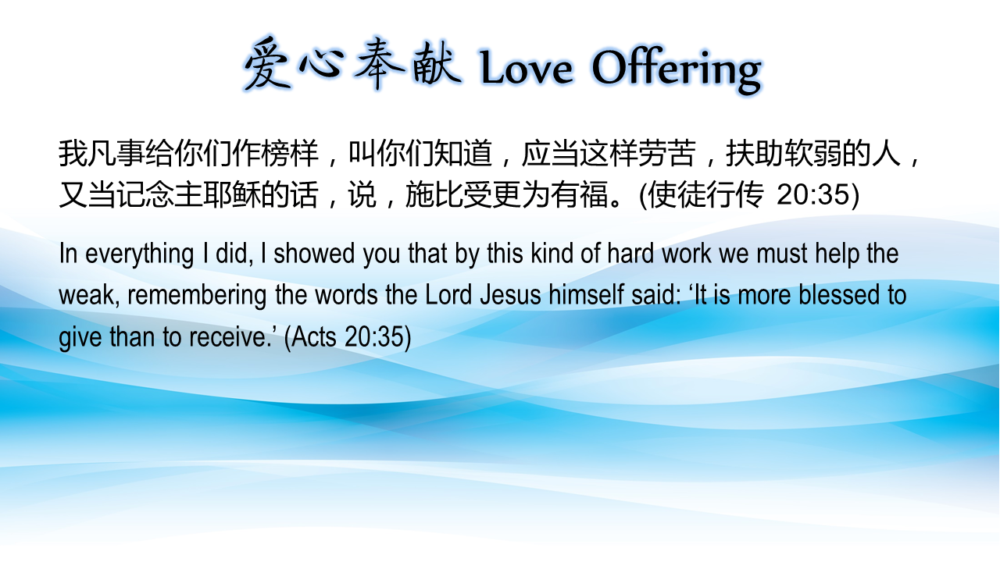 爱心奉献 Love Offering
我凡事给你们作榜样，叫你们知道，应当这样劳苦，扶助软弱的人，
又当记念主耶稣的话，说，施比受更为有福。(使徒行传 20:35)
In everything I did, I showed you that by this kind of hard work we must help the
weak, remembering the words the Lord Jesus himself said: ‘It is more blessed to
give than to receive.’ (Acts 20:35)